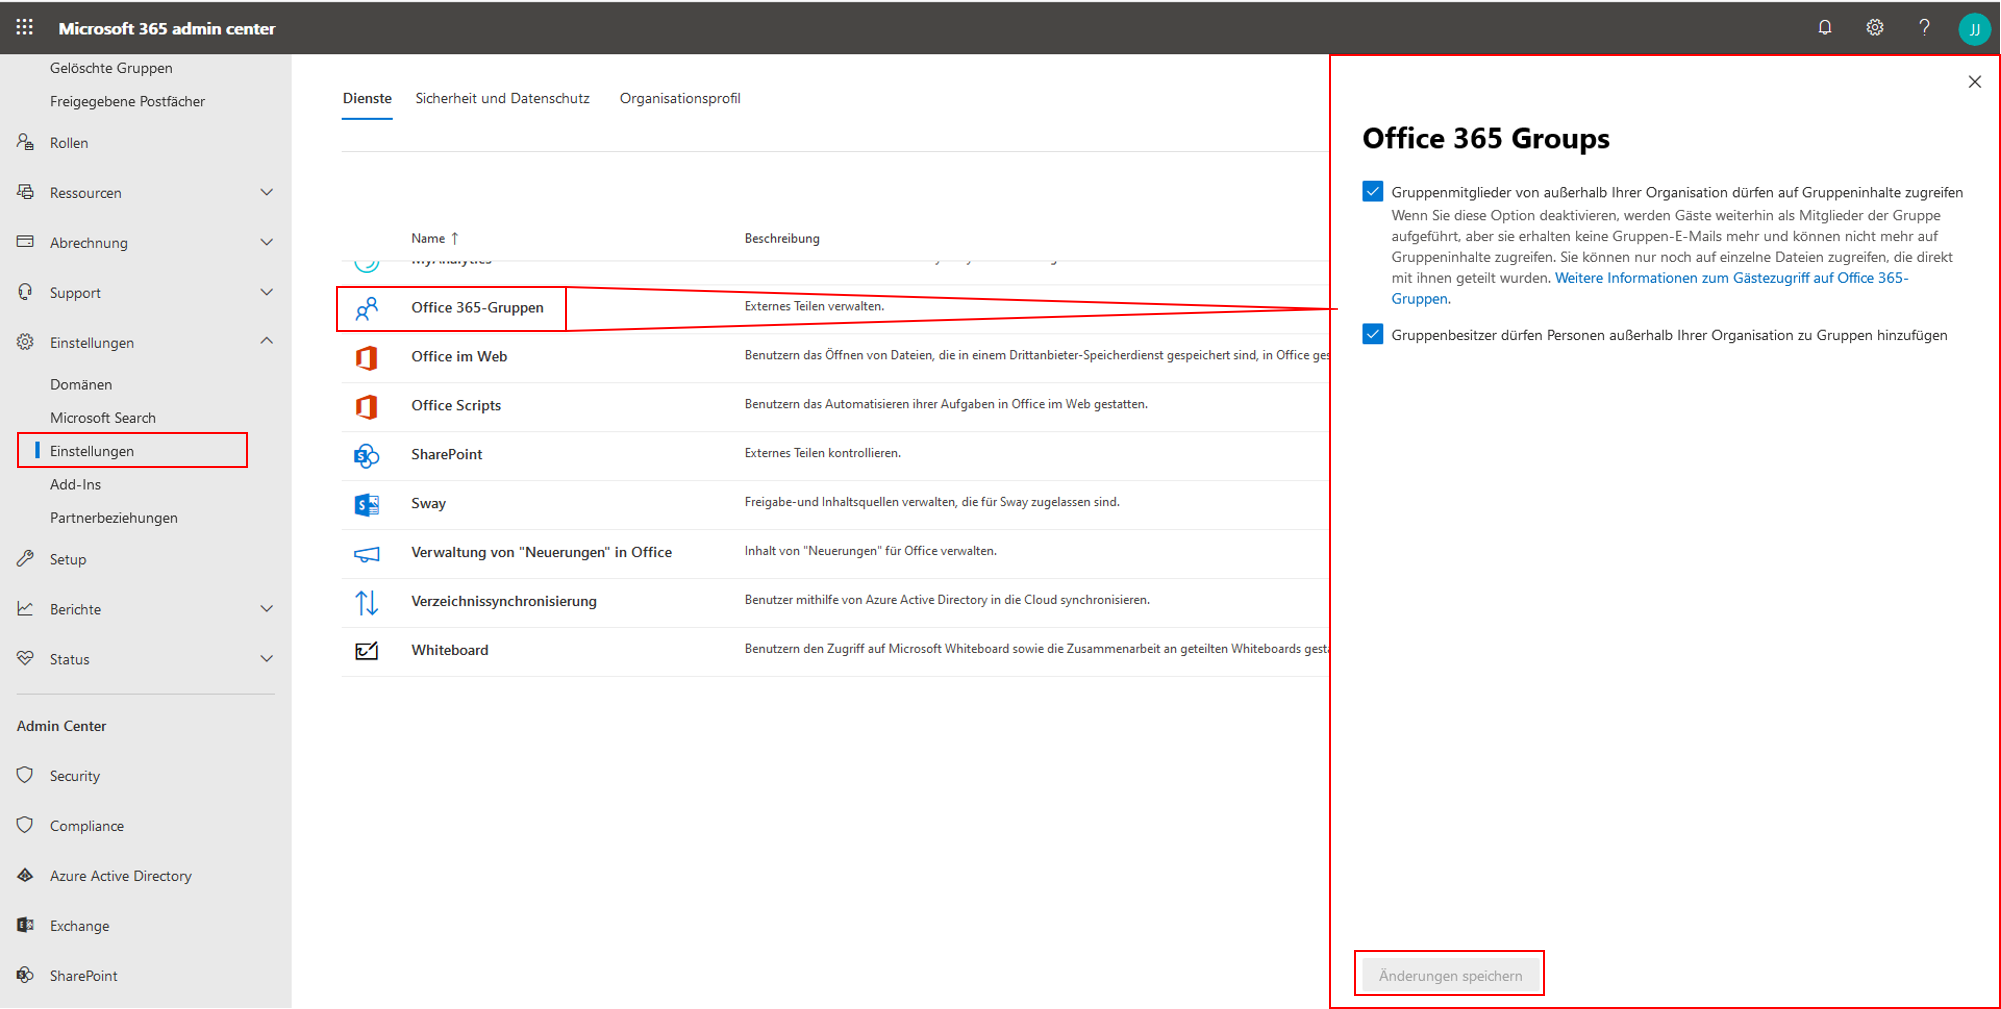 Microsoft 365 admin center
?
JJ
Gelöschte Gruppen
Freigegebene Postfächer
Rollen
Ressourcen
Abrechnung
Support
Einstellungen
Domänen
Microsoft Search
Einstellungen
Add-Ins
Partnerbeziehungen
Setup
Berichte
Status
Admin Center
Security
Compliance
Azure Active Directory
Exchange
SharePoint
Dienste Sicherheit und Datenschutz Organisationsprofil
Name ↑ Beschreibung
MyAnalytics
Office 365-Gruppen Externes Teilen verwalten.
Office im Web Benutzern das Öffnen von Dateien, die in einem Drittanbieter-Speicherdienst gespeichert sind, in Office ges
Office Scripts Benutzern das Automatisieren ihrer Aufgaben in Office im Web gestatten.
SharePoint Externes Teilen kontrollieren.
Sway Freigabe-und Inhaltsquellen verwalten, die für Sway zugelassen sind.
Verwaltung von "Neuerungen" in Office Inhalt von "Neuerungen" für Office verwalten.
Verzeichnissynchronisierung Benutzer mithilfe von Azure Active Directory in die Cloud synchronisieren.
Whiteboard Benutzern den Zugriff auf Microsoft Whiteboard sowie die Zusammenarbeit an geteilten Whiteboards gesta
Office 365 Groups
Gruppenmitglieder von außerhalb Ihrer Organisation dürfen auf Gruppeninhalte zugreifen
Wenn Sie diese Option deaktivieren, werden Gäste weiterhin als Mitglieder der Gruppe
aufgeführt, aber sie erhalten keine Gruppen-E-Mails mehr und können nicht mehr auf
Gruppeninhalte zugreifen. Sie können nur noch auf einzelne Dateien zugreifen, die direkt
mit ihnen geteilt wurden. Weitere Informationen zum Gästezugriff auf Office 365-
Gruppen.
Gruppenbesitzer dürfen Personen außerhalb Ihrer Organisation zu Gruppen hinzufügen
Änderungen speichern